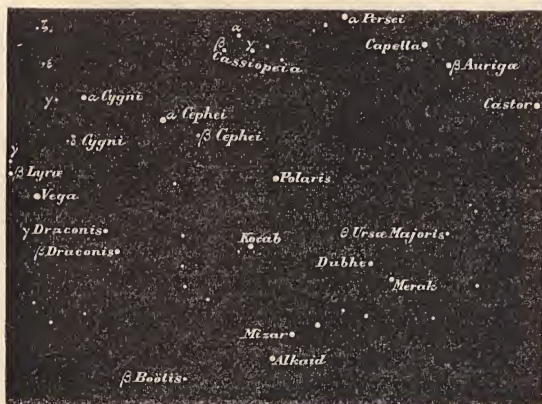 α Persei
ζ.
α
β γ
Capella
Cassiopeia
ε
β Aurigæ
γ
α Cygni
Castor
α Cephei
δ Cygni
β Cephei
γ
β Lyræ
Polaris
Vega
γ Draconis
Kocab
θ Ursæ Majoris
β Draconis
Dubhe
Merak
Mizar
Alkaid
β Boötis